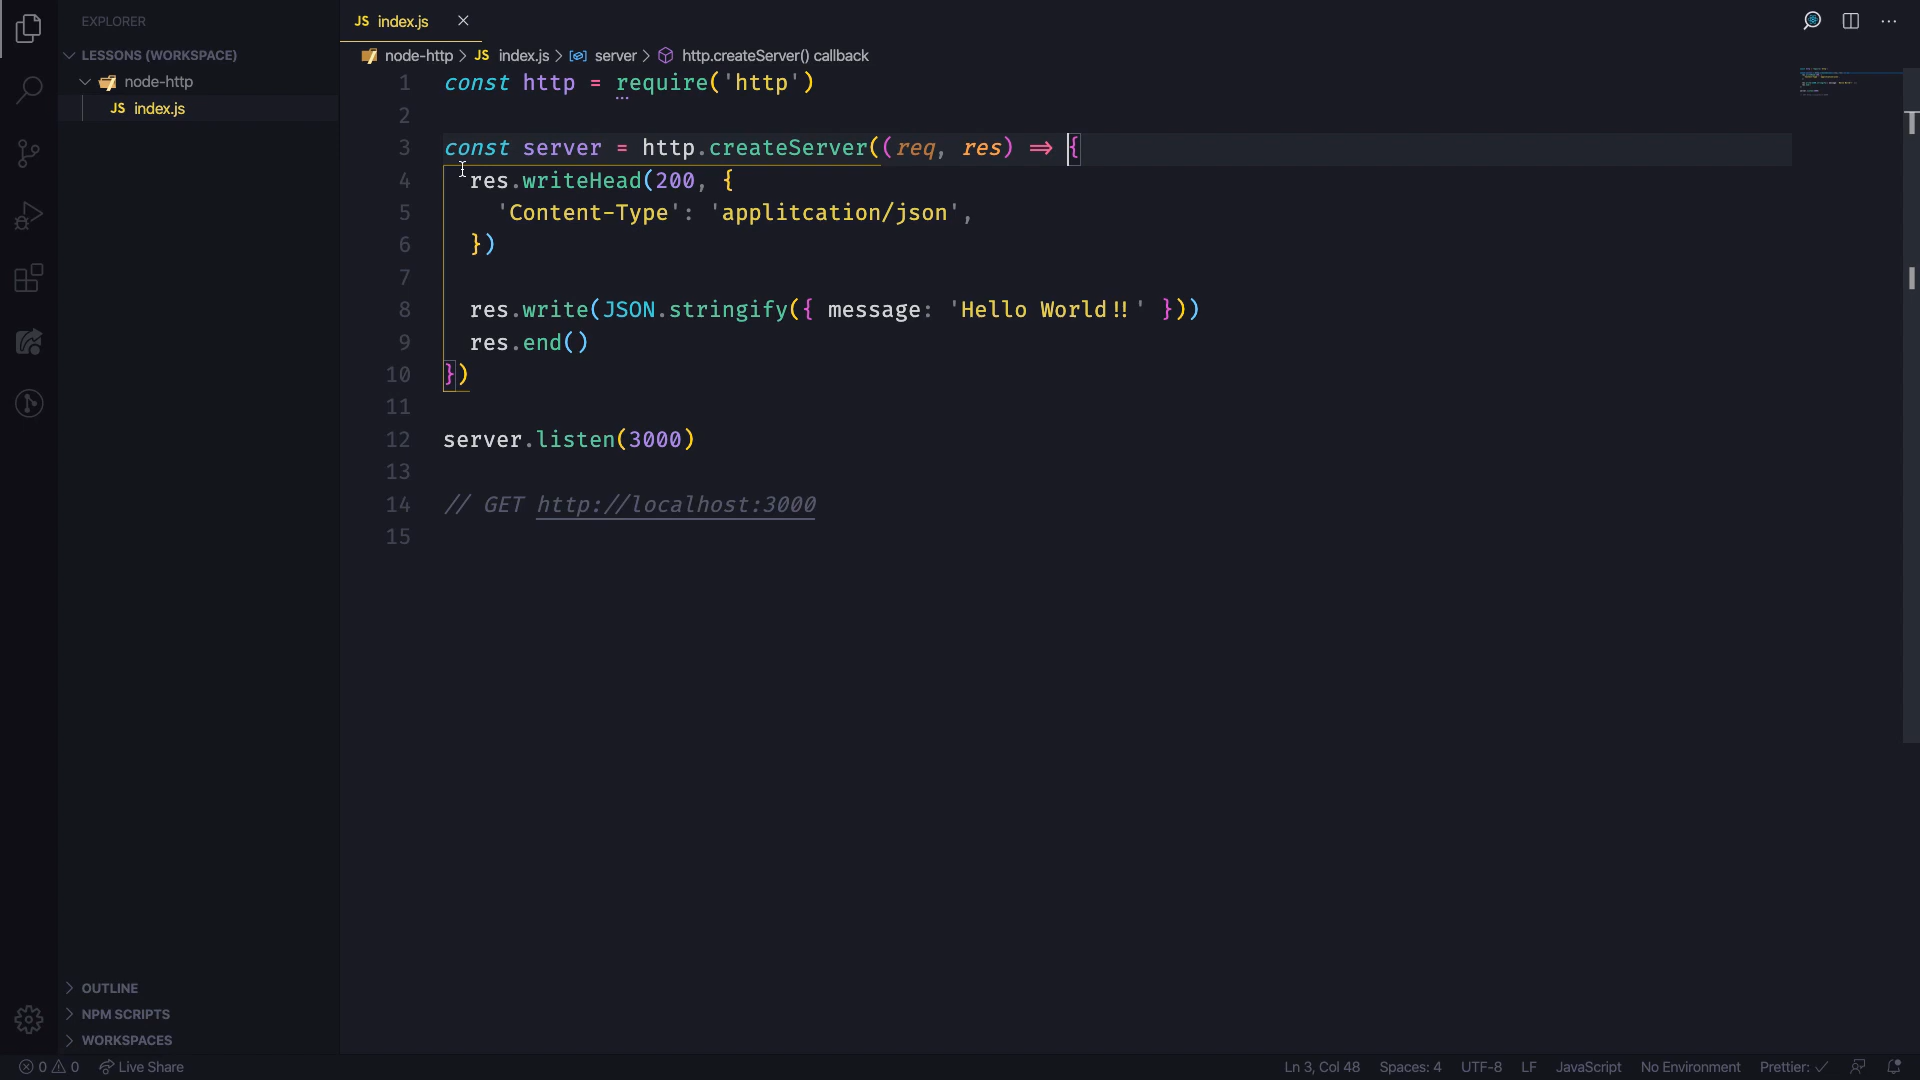 EXPLORER
LESSONS (WORKSPACE)
node-http
JS index.js
JS index.js
node-http > JS index.js > server > http.createServer() callback
1 const http = require('http')
2
3 const server = http.createServer((req, res) => {
4 res.writeHead(200, {
5 'Content-Type': 'applitcation/json',
6 })
7
8 res.write(JSON.stringify({ message: 'Hello World!!' }))
9 res.end()
10 })
11
12 server.listen(3000)
13
14 // GET http://localhost:3000
15
OUTLINE
NPM SCRIPTS
WORKSPACES
0 0 Live Share Ln 3, Col 48 Spaces: 4 UTF-8 LF JavaScript No Environment Prettier: ✓